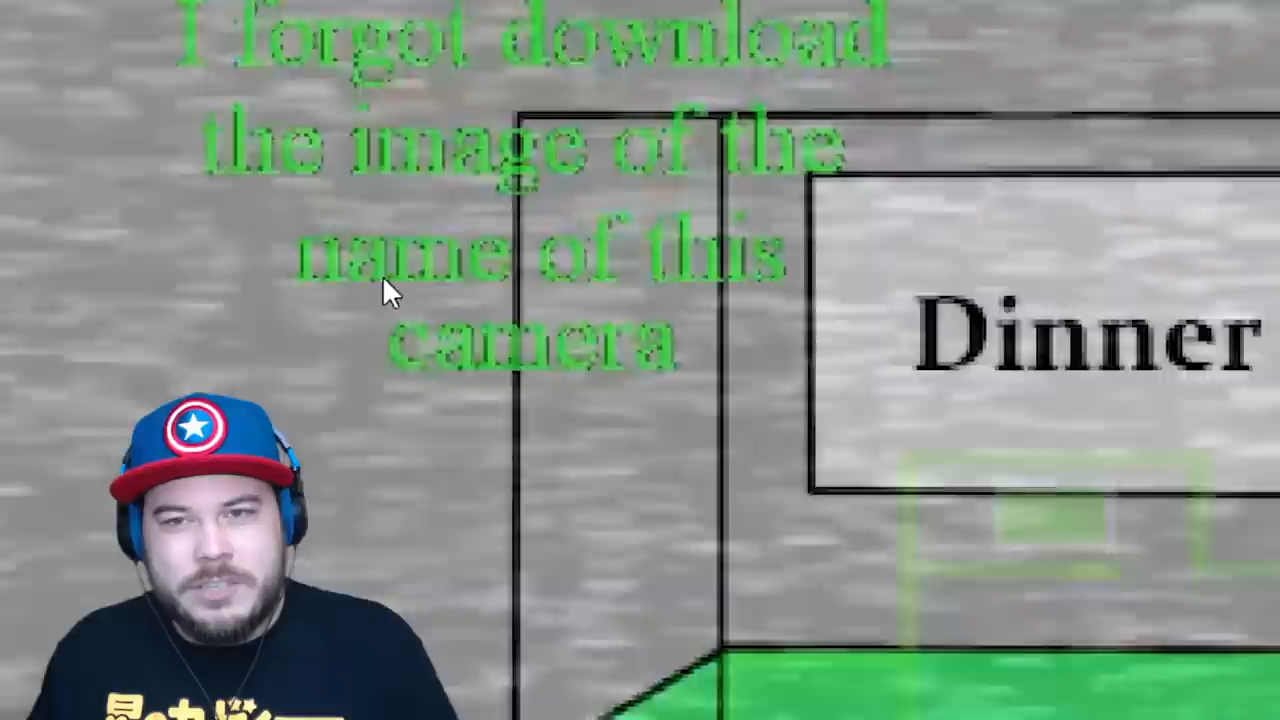 I forgot download
the image of the
name of this
camera
Dinner